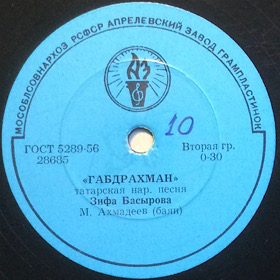 МОСОБЛСОВНАРХОЗ РСФСР АПРЕЛЕВСКИЙ ЗАВОД ГРАМПЛАСТИНОК
АЗ
10
ГОСТ 5289-56 Вторая гр.
28685 0-30
«ГАБДРАХМАН»
татарская нар. песня
Зифа Басырова
М. Ахмадеев (баян)